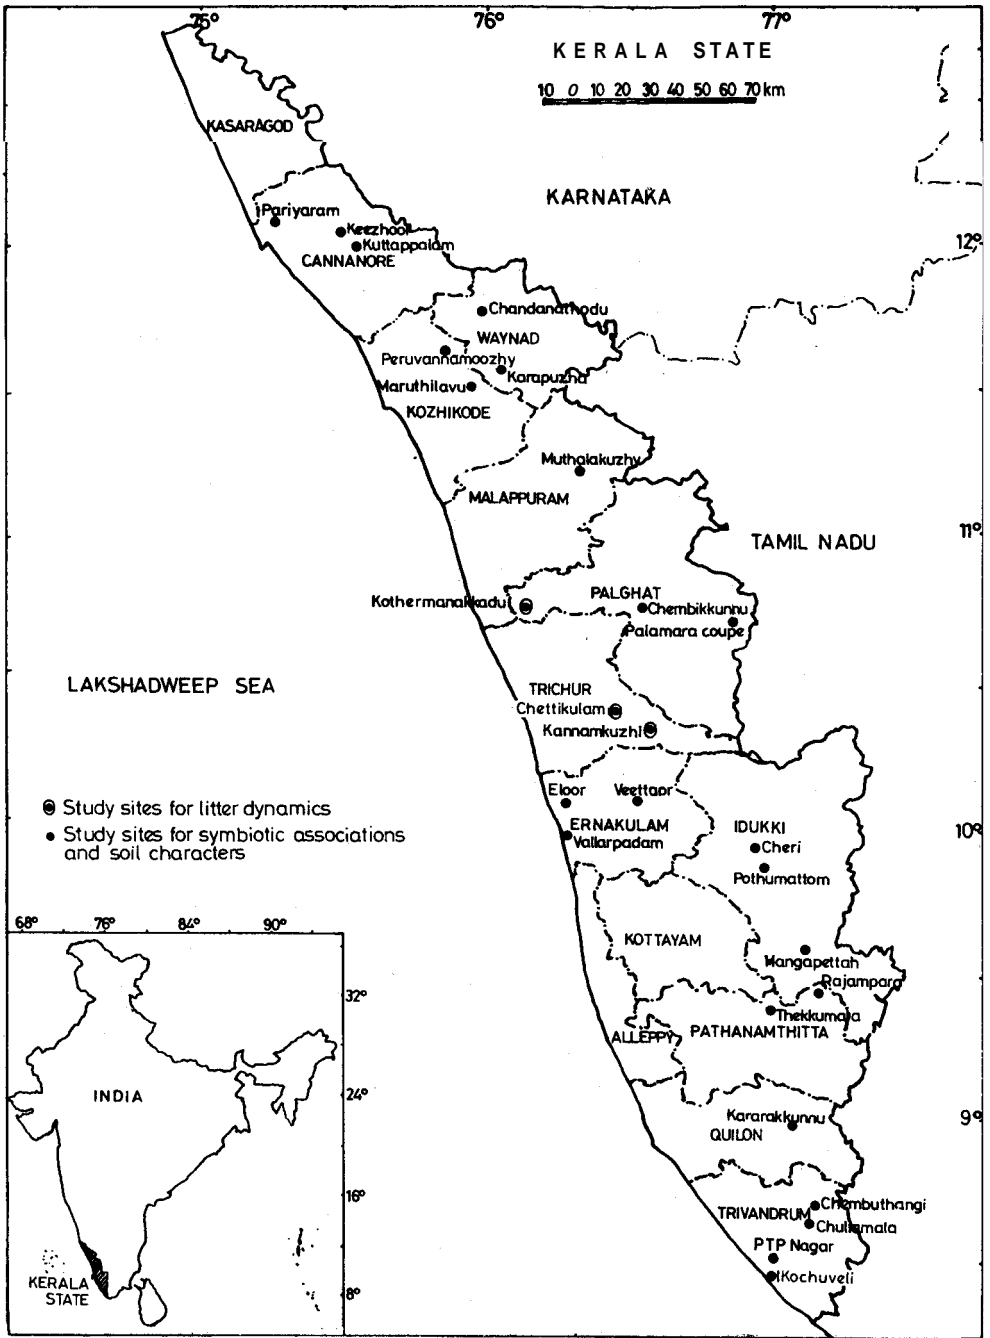 75° 76° 77°
KERALA STATE
10 0 10 20 30 40 50 60 70 km
KASARAGOD
KARNATAKA
Pariyaram
Keezhoor
Kuttappalam
12°
CANNANORE
Chandanathodu
WAYNAD
Peruvannamoozhy
Karapuzha
Maruthilavu
KOZHIKODE
Muthalakuzhy
MALAPPURAM
11°
TAMIL NADU
PALGHAT
Kothermanakkadu
Chembikkunnu
Palamara coupe
LAKSHADWEEP SEA
TRICHUR
Chettikulam
Kannamkuzhi
Eloor
Veettapr
Study sites for litter dynamics
ERNAKULAM
IDUKKI
10°
Study sites for symbiotic associations
and soil characters
Vallarpadam
Cheri
Pothumattom
68° 76° 84° 90°
KOTTAYAM
Mangapettah
Rajampara
32°
Thekkumala
ALLEPPY
PATHANAMTHITTA
INDIA
24°
Kararakkunnu
9°
QUILON
16°
Chembuthangi
TRIVANDRUM
Chullamala
PTP Nagar
Kochuveli
KERALA
STATE
8°